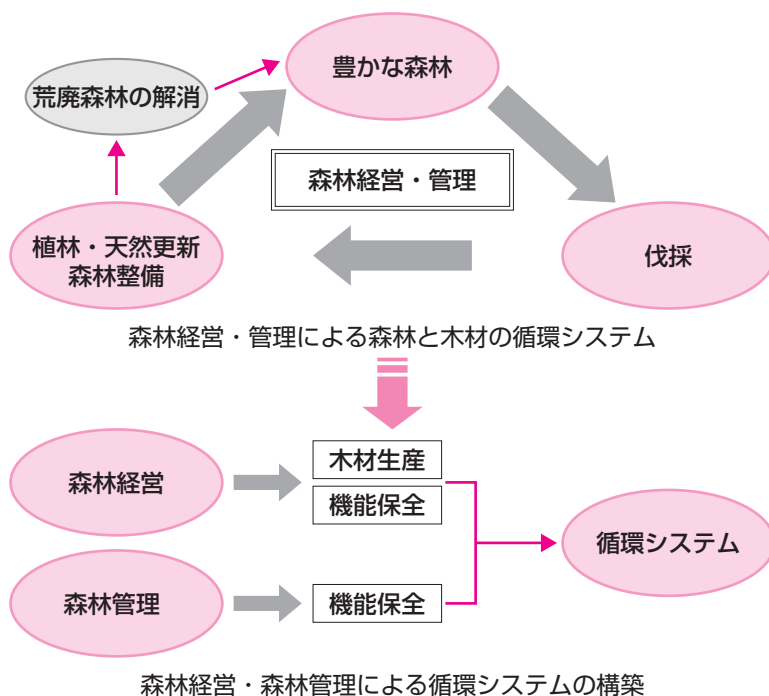 豊かな森林
荒廃森林の解消
森林経営・管理
植林・天然更新
森林整備
伐採
森林経営・管理による森林と木材の循環システム
木材生産
森林経営
機能保全
循環システム
森林管理
機能保全
森林経営・森林管理による循環システムの構築